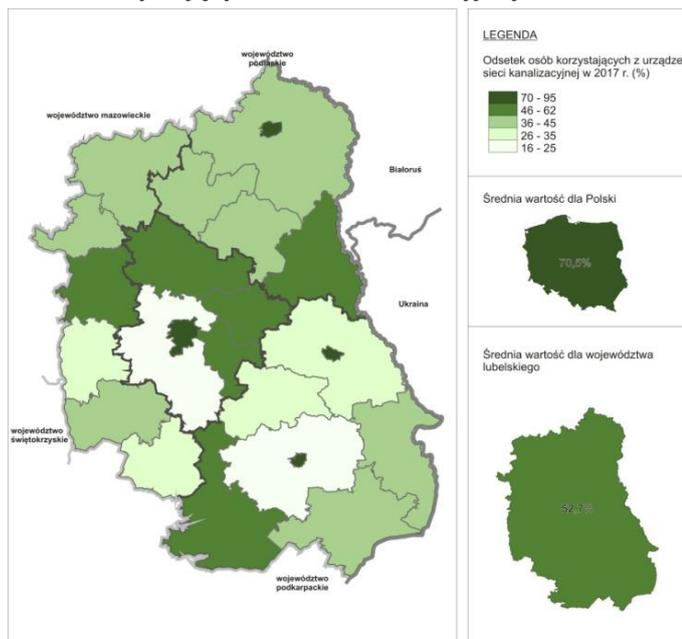 województwo
podlaskie
województwo mazowieckie
Białoruś
Ukraina
województwo
świętokrzyskie
województwo
podkarpackie
LEGENDA
Odsetek osób korzystających z urządze
sieci kanalizacyjnej w 2017 r. (%)
70 - 95
46 - 62
36 - 45
26 - 35
16 - 25
Średnia wartość dla Polski
70,5%
Średnia wartość dla województwa
lubelskiego
52,7%